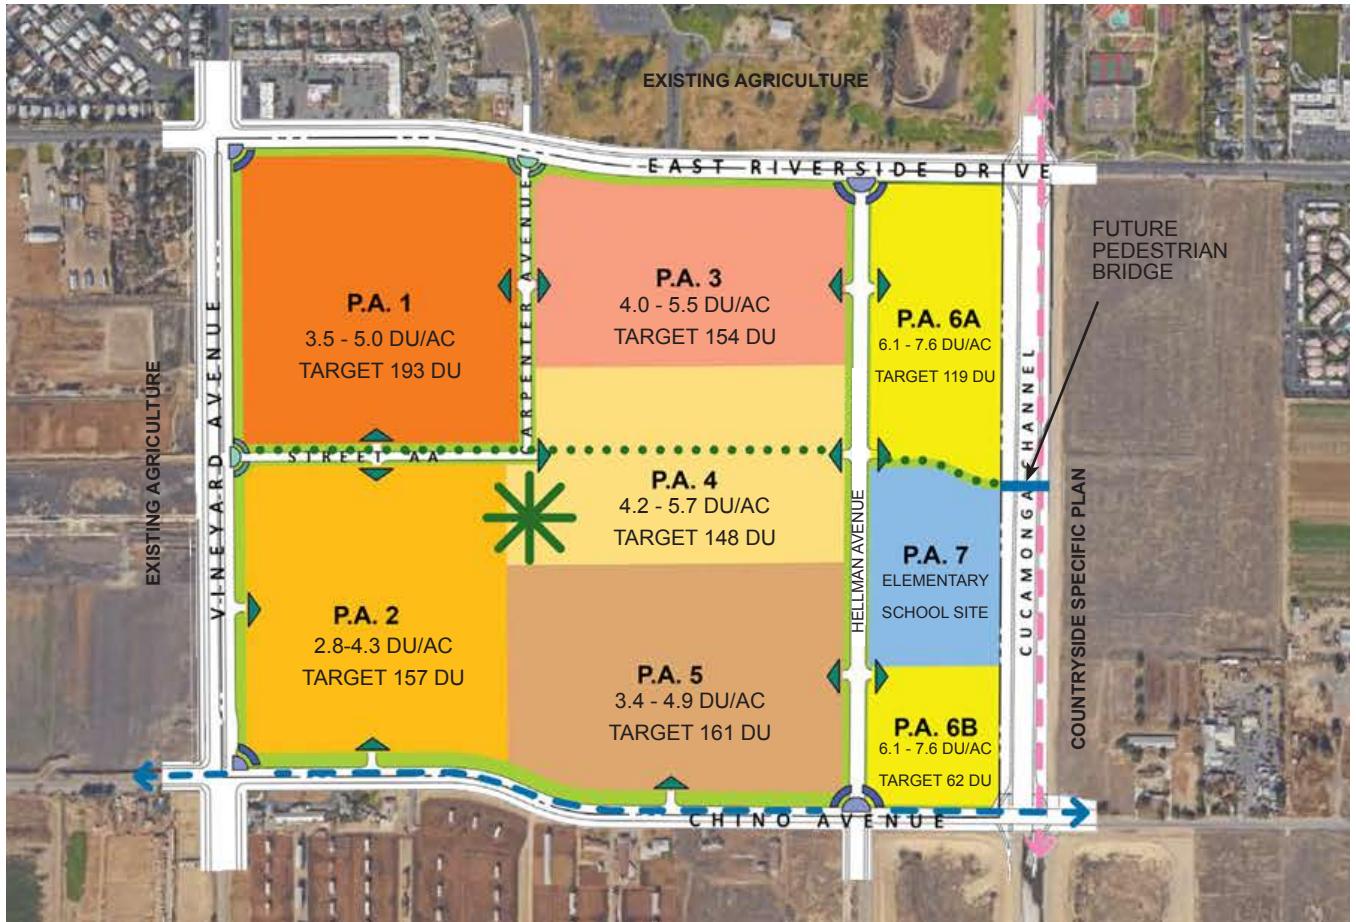 EXISTING AGRICULTURE
EAST RIVERSIDE DRIVE
FUTURE
PEDESTRIAN
BRIDGE
CARPENTER AVENUE
P.A. 1
3.5 - 5.0 DU/AC
TARGET 193 DU
P.A. 3
4.0 - 5.5 DU/AC
TARGET 154 DU
P.A. 6A
6.1 - 7.6 DU/AC
TARGET 119 DU
VINEYARD AVENUE
EXISTING AGRICULTURE
STREET AA
P.A. 4
4.2 - 5.7 DU/AC
TARGET 148 DU
HELLMAN AVENUE
CUCAMONGA CHANNEL
COUNTRYSIDE SPECIFIC PLAN
P.A. 7
ELEMENTARY
SCHOOL SITE
P.A. 2
2.8-4.3 DU/AC
TARGET 157 DU
P.A. 5
3.4 - 4.9 DU/AC
TARGET 161 DU
P.A. 6B
6.1 - 7.6 DU/AC
TARGET 62 DU
CHINO AVENUE